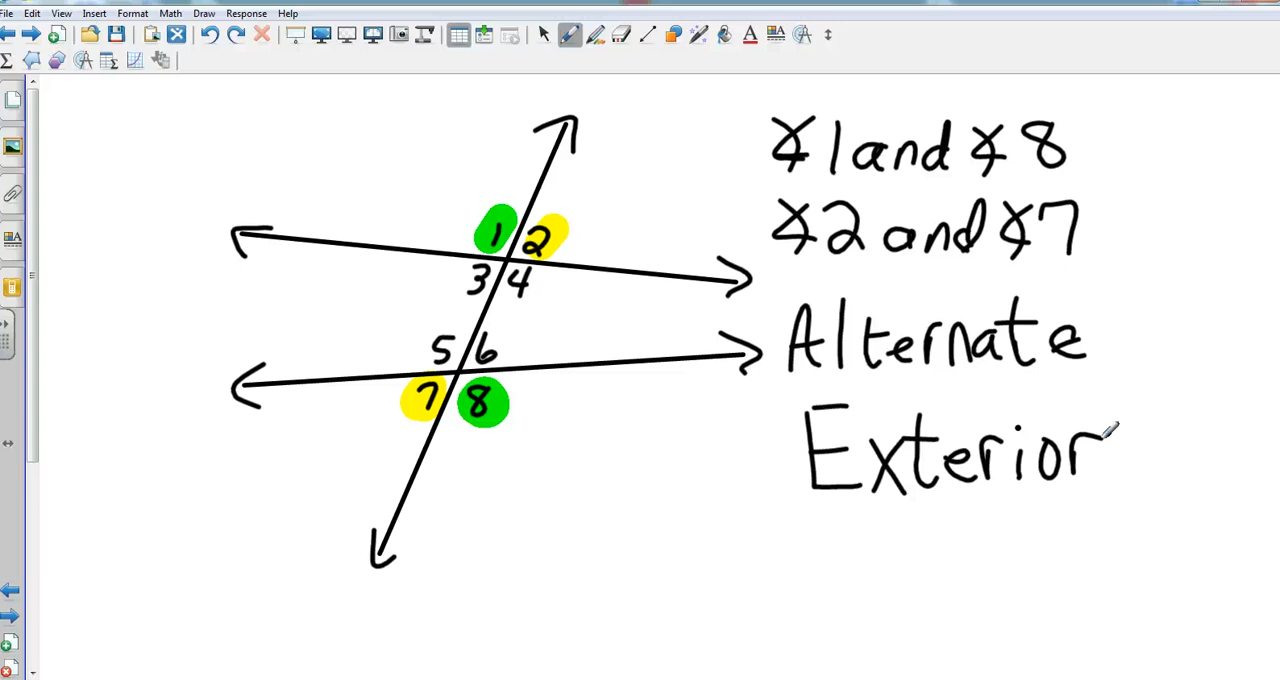 File Edit View Insert Format Math Draw Response Help
∡1 and ∡8
∡2 and ∡7
1 2
3 4
Alternate
5 6
7 8
Exterior